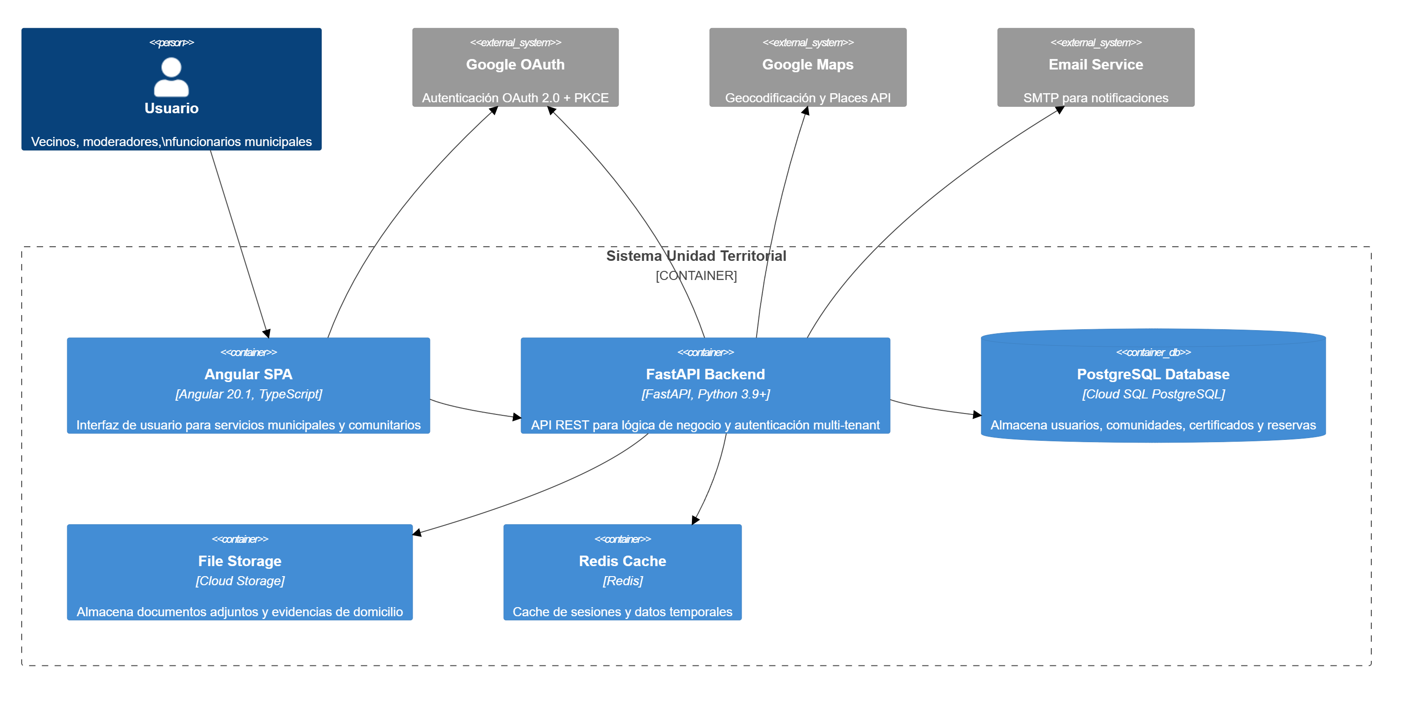 <<person>>
Usuario
Vecinos, moderadores,\nfuncionarios municipales
<<external_system>>
Google OAuth
Autenticación OAuth 2.0 + PKCE
<<external_system>>
Google Maps
Geocodificación y Places API
<<external_system>>
Email Service
SMTP para notificaciones
Sistema Unidad Territorial
[CONTAINER]
<<container>>
Angular SPA
[Angular 20.1, TypeScript]
Interfaz de usuario para servicios municipales y comunitarios
<<container>>
FastAPI Backend
[FastAPI, Python 3.9+]
API REST para lógica de negocio y autenticación multi-tenant
<<container_db>>
PostgreSQL Database
[Cloud SQL PostgreSQL]
Almacena usuarios, comunidades, certificados y reservas
<<container>>
File Storage
[Cloud Storage]
Almacena documentos adjuntos y evidencias de domicilio
<<container>>
Redis Cache
[Redis]
Cache de sesiones y datos temporales